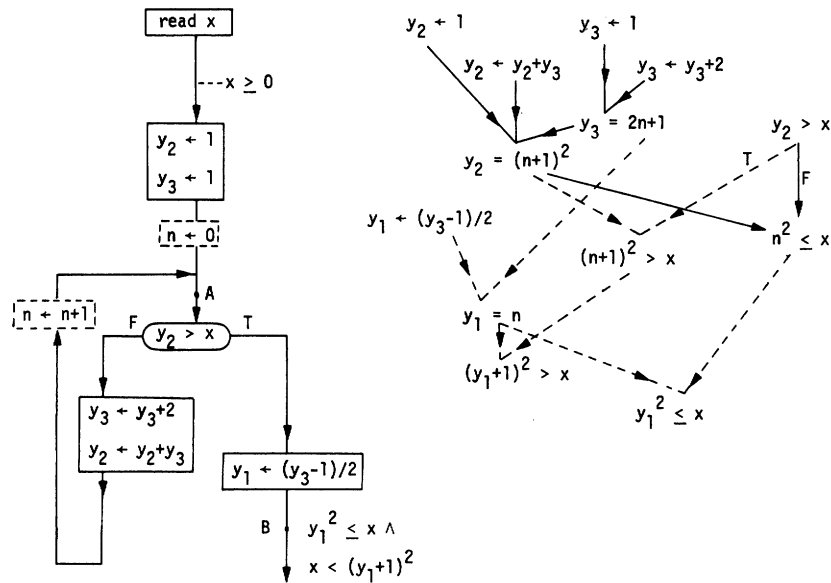 read x
x ≥ 0
y₂ ← 1
y₃ ← 1
n ← 0
A
n ← n+1
F
T
y₂ > x
y₃ ← y₃+2
y₂ ← y₂+y₃
y₁ ← (y₃-1)/2
B
y₁² ≤ x ∧
x < (y₁+1)²
y₂ ← 1
y₃ ← 1
y₂ ← y₂+y₃
y₃ ← y₃+2
y₃ = 2n+1
y₂ > x
y₂ = (n+1)²
T
F
y₁ ← (y₃-1)/2
(n+1)² > x
n² ≤ x
y₁ = n
(y₁+1)² > x
y₁² ≤ x